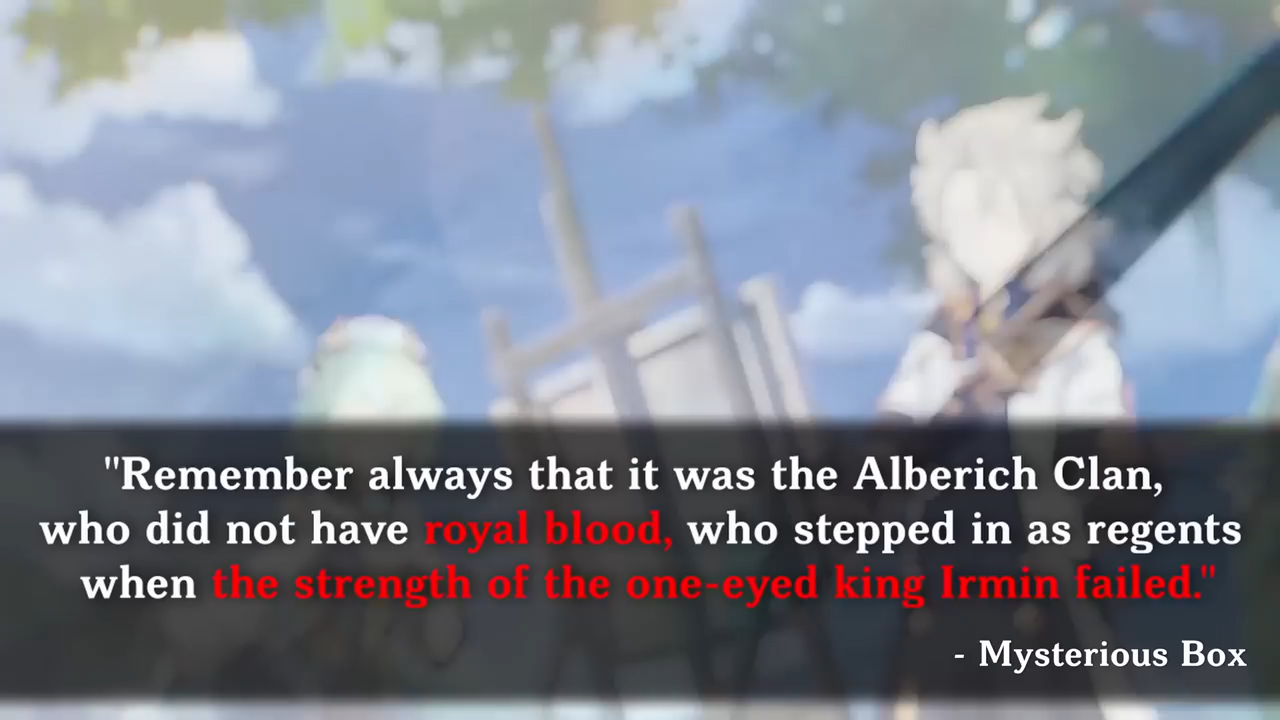 "Remember always that it was the Alberich Clan,
who did not have royal blood, who stepped in as regents
when the strength of the one-eyed king Irmin failed."
- Mysterious Box